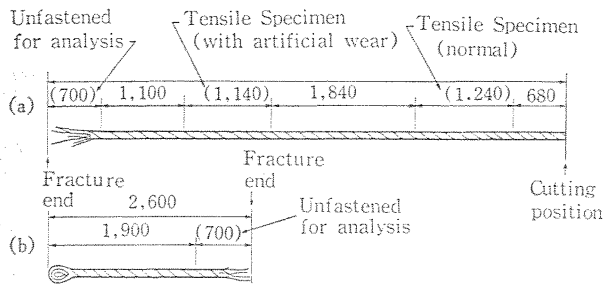 Unfastened
for analysis
Tensile Specimen
(with artificial wear)
Tensile Specimen
(normal)
(a)
(700) 1,100 (1,140) 1,840 (1.240) 680
Fracture
end
Fracture
end
Cutting
position
2,600
(b)
1,900 (700)
Unfastened
for analysis